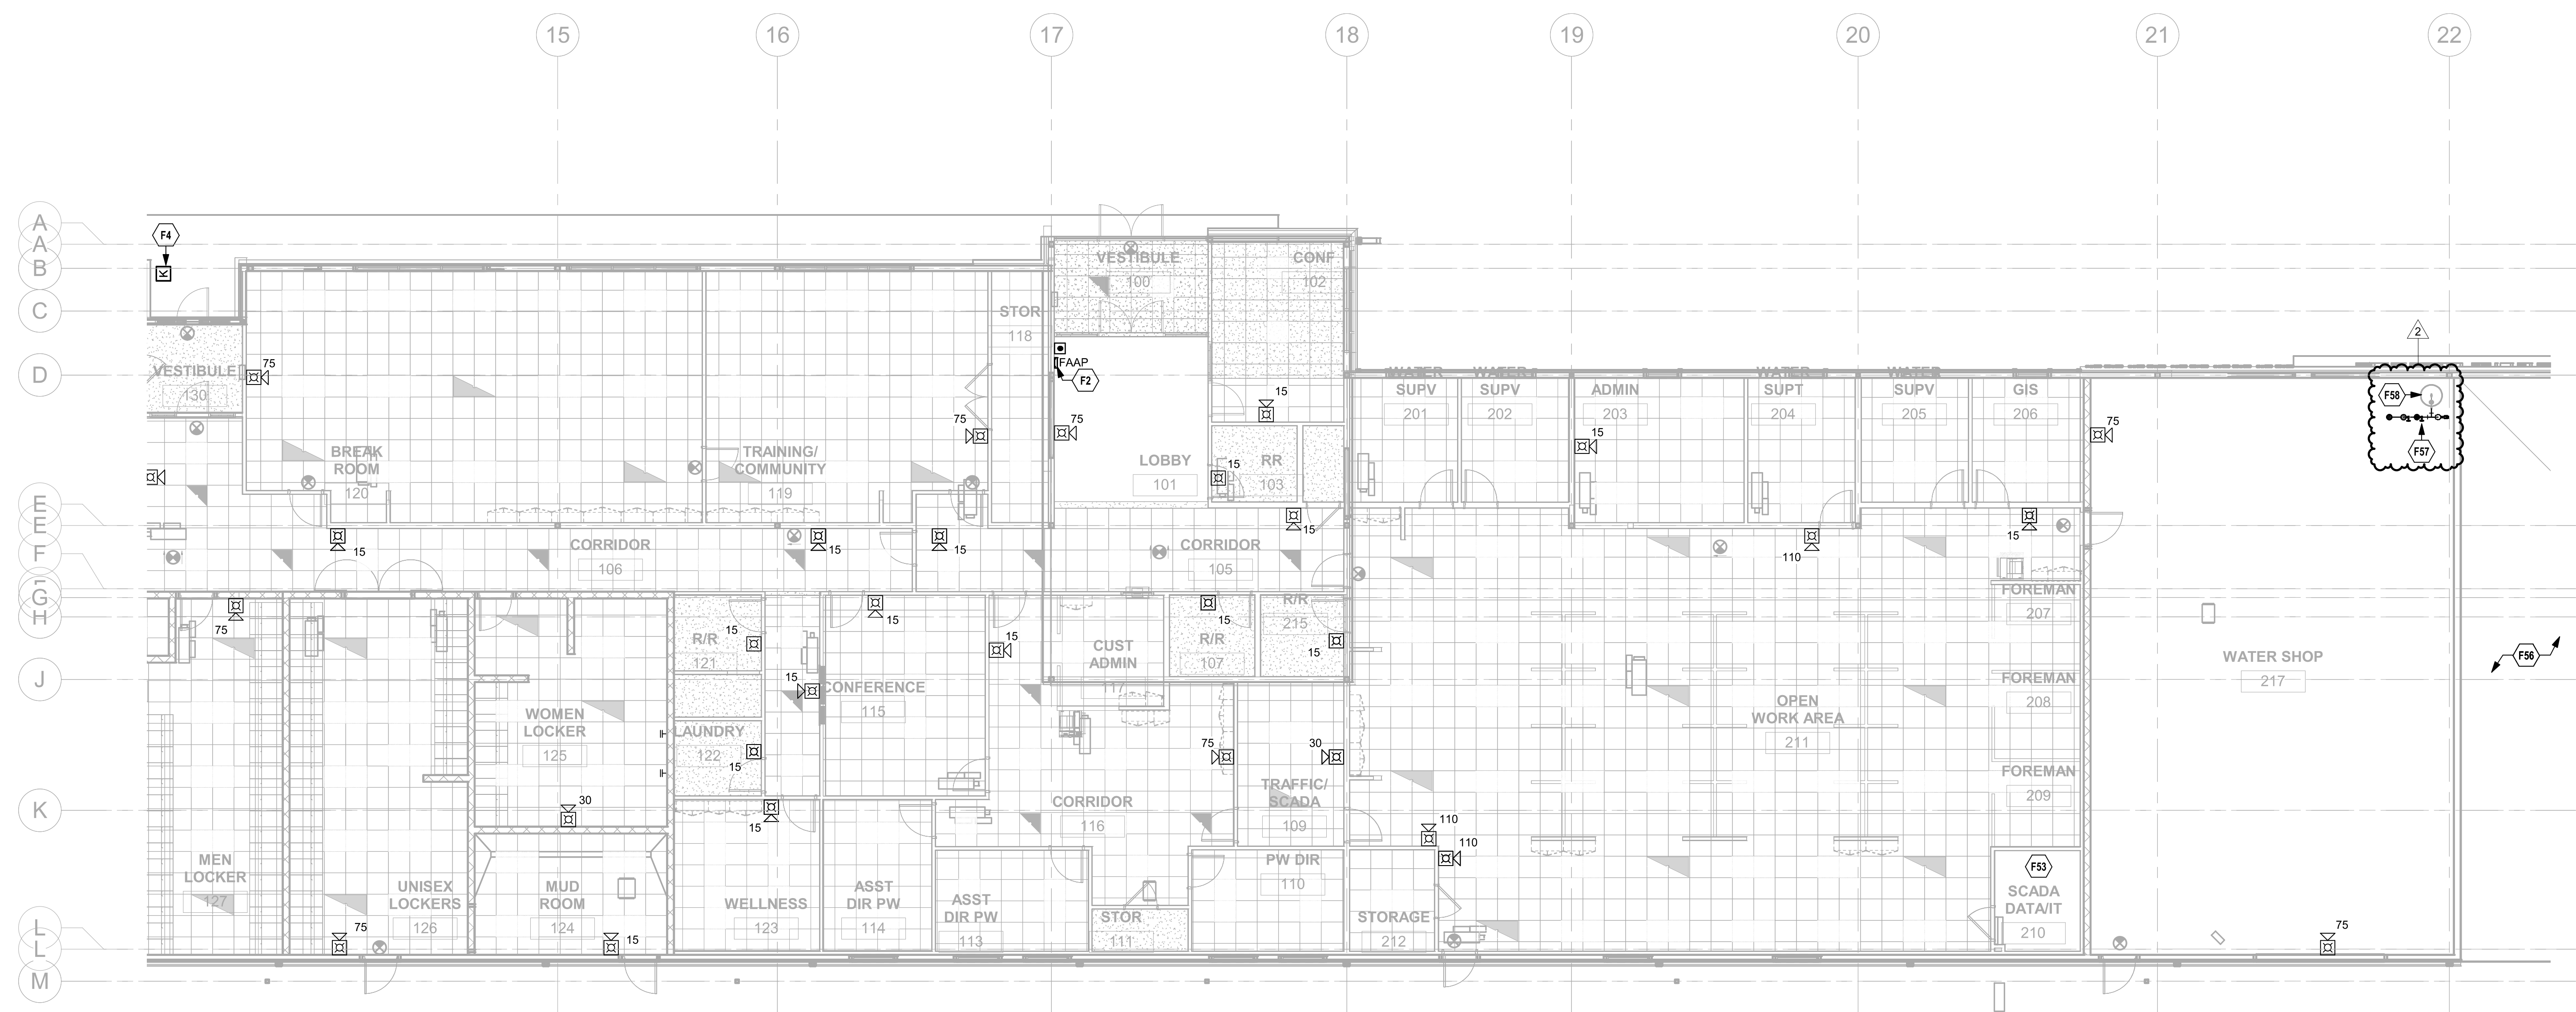 15 16 17 18 19 20 21 22
A
A
B
C
D
E
E
F
F
G
H
J
K
L
L
M
F4
K
VESTIBULE
100
CONF
102
STOR
118
2
FAAP
F2
75
VESTIBULE
130
15
75
75
WATER
SUPV
201
WATER
SUPV
202
ADMIN
203
WATER
SUPT
204
WATER
SUPV
205
GIS
206
F58
F57
75
15
BREAK
ROOM
120
TRAINING/
COMMUNITY
119
LOBBY
101
15
RR
103
15
15
15
15
CORRIDOR
106
CORRIDOR
105
110
15
75
R/R
121
15
15
15
CUST
ADMIN
117
R/R
107
15
R/R
215
15
FOREMAN
207
FOREMAN
208
FOREMAN
209
WATER SHOP
217
F56
15
CONFERENCE
115
WOMEN
LOCKER
125
LAUNDRY
122
15
75
30
OPEN
WORK AREA
211
TRAFFIC/
SCADA
109
CORRIDOR
116
30
15
110
110
MEN
LOCKER
127
UNISEX
LOCKERS
126
MUD
ROOM
124
WELLNESS
123
ASST
DIR PW
114
ASST
DIR PW
113
STOR
111
PW DIR
110
STORAGE
212
F53
SCADA
DATA/IT
210
75
15
75